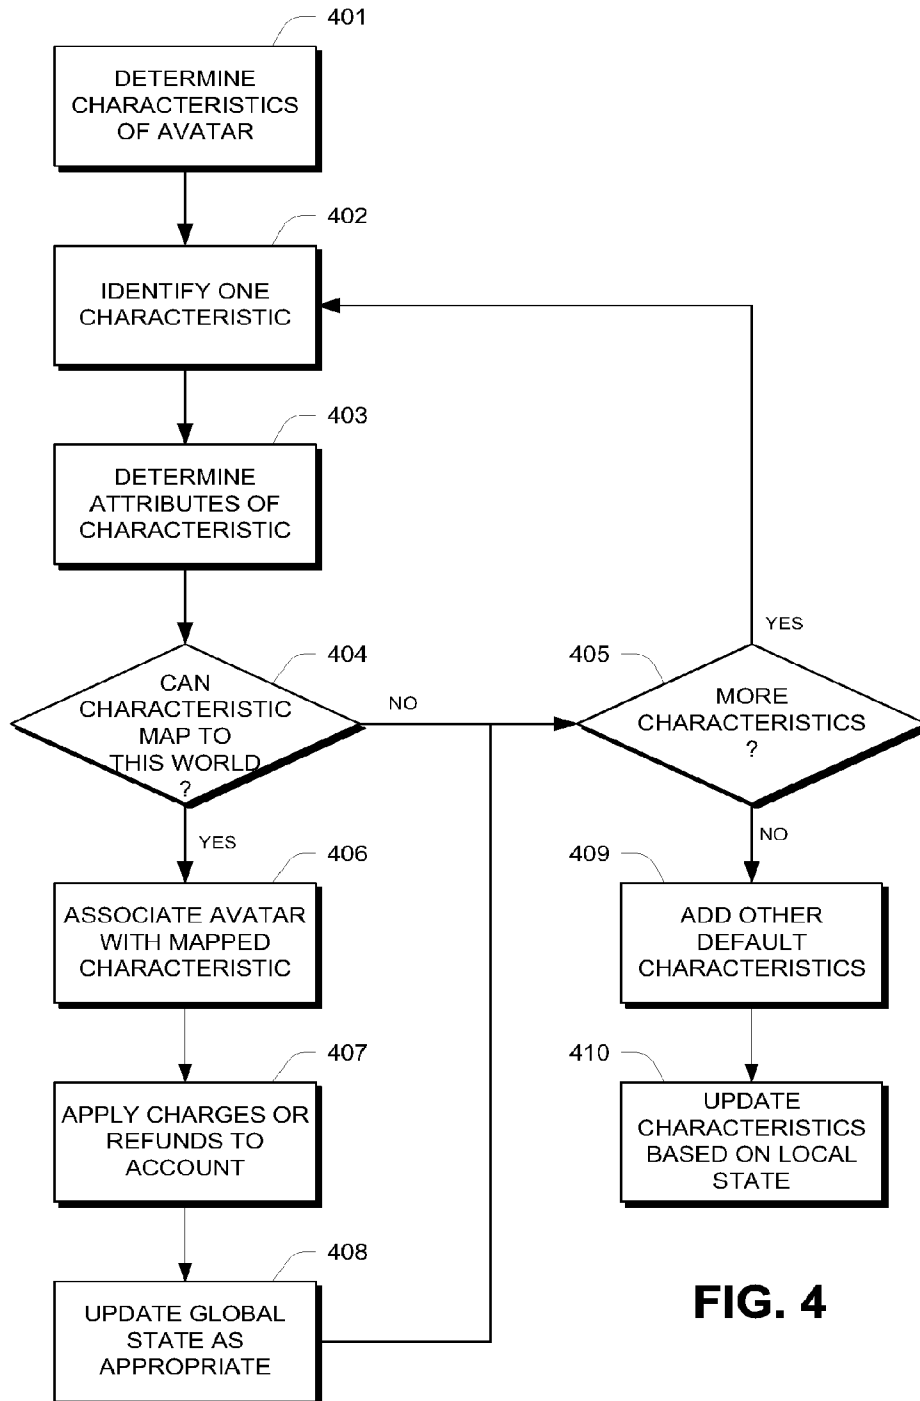 401
DETERMINE
CHARACTERISTICS
OF AVATAR
402
IDENTIFY ONE
CHARACTERISTIC
403
DETERMINE
ATTRIBUTES OF
CHARACTERISTIC
404
CAN
CHARACTERISTIC
MAP TO
THIS WORLD
?
NO
YES
405
MORE
CHARACTERISTICS
?
YES
NO
406
ASSOCIATE AVATAR
WITH MAPPED
CHARACTERISTIC
407
APPLY CHARGES OR
REFUNDS TO
ACCOUNT
408
UPDATE GLOBAL
STATE AS
APPROPRIATE
409
ADD OTHER
DEFAULT
CHARACTERISTICS
410
UPDATE
CHARACTERISTICS
BASED ON LOCAL
STATE
FIG. 4